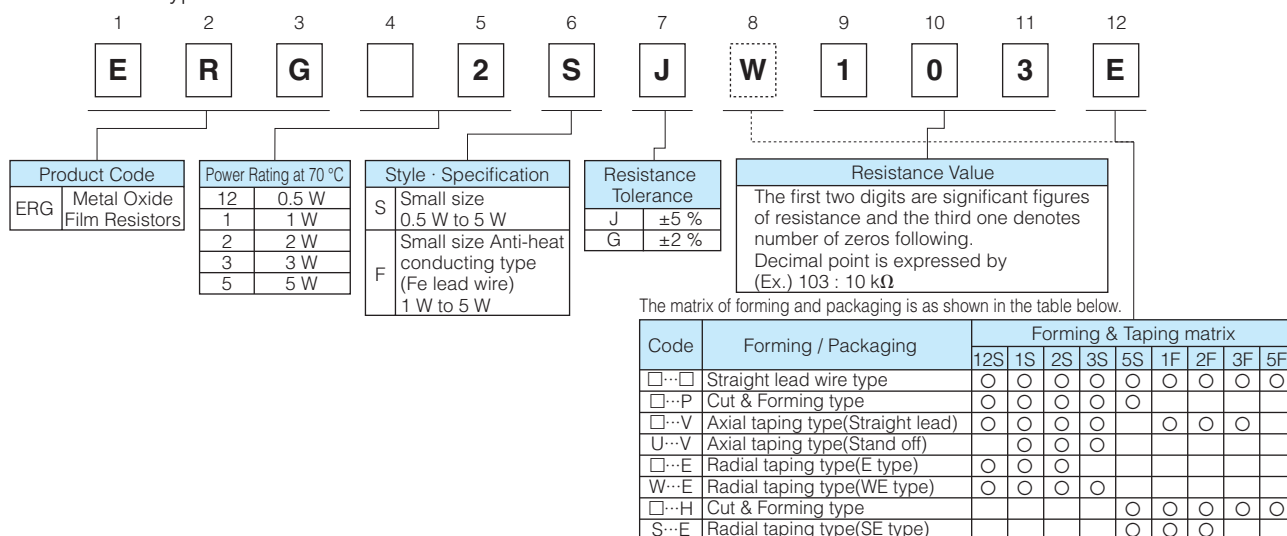 1 2 3 4 5 6 7 8 9 10 11 12
E R G 2 S J W 1 0 3 E
Product Code
ERG Metal Oxide
Film Resistors
Power Rating at 70 °C
12 0.5 W
1 1 W
2 2 W
3 3 W
5 5 W
Style · Specification
S Small size
0.5 W to 5 W
F Small size Anti-heat
conducting type
(Fe lead wire)
1 W to 5 W
Resistance
Tolerance
J ±5 %
G ±2 %
Resistance Value
The first two digits are significant figures
of resistance and the third one denotes
number of zeros following.
Decimal point is expressed by
(Ex.) 103 : 10 kΩ
The matrix of forming and packaging is as shown in the table below.
Code Forming / Packaging Forming & Taping matrix
12S 1S 2S 3S 5S 1F 2F 3F 5F
□···□ Straight lead wire type ○ ○ ○ ○ ○ ○ ○ ○ ○
□···P Cut & Forming type ○ ○ ○ ○ ○
□···V Axial taping type(Straight lead) ○ ○ ○ ○ ○ ○ ○
U···V Axial taping type(Stand off) ○ ○ ○
□···E Radial taping type(E type) ○ ○ ○
W···E Radial taping type(WE type) ○ ○ ○ ○
□···H Cut & Forming type ○ ○ ○ ○ ○
S···E Radial taping type(SE type) ○ ○ ○